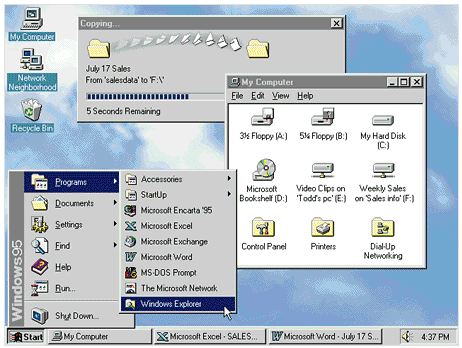 My Computer
Network
Neighborhood
Recycle Bin
Copying...
July 17 Sales
From 'salesdata' to 'F:\'
5 Seconds Remaining
My Computer
File Edit View Help
3½ Floppy (A:)
5¼ Floppy (B:)
My Hard Disk
(C:)
Microsoft
Bookshelf (D:)
Video Clips on
'Todd's pc' (E:)
Weekly Sales
on 'Sales info' (F:)
Control Panel
Printers
Dial-Up
Networking
Windows95
Programs
Documents
Settings
Find
Help
Run...
Shut Down...
Accessories
StartUp
Microsoft Encarta '95
Microsoft Excel
Microsoft Exchange
Microsoft Word
MS-DOS Prompt
The Microsoft Network
Windows Explorer
Start
My Computer
Microsoft Excel - SALES...
Microsoft Word - July 17 S...
4:37 PM